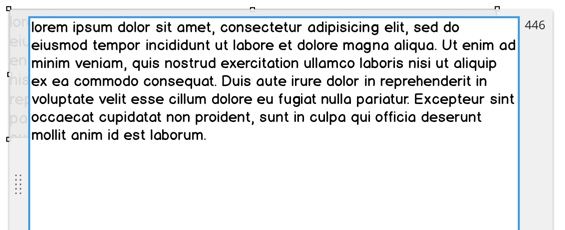 lorem ipsum dolor sit amet, consectetur adipisicing elit, sed do
eiusmod tempor incididunt ut labore et dolore magna aliqua. Ut enim ad
minim veniam, quis nostrud exercitation ullamco laboris nisi ut aliquip
ex ea commodo consequat. Duis aute irure dolor in reprehenderit in
voluptate velit esse cillum dolore eu fugiat nulla pariatur. Excepteur sint
occaecat cupidatat non proident, sunt in culpa qui officia deserunt
mollit anim id est laborum.
446